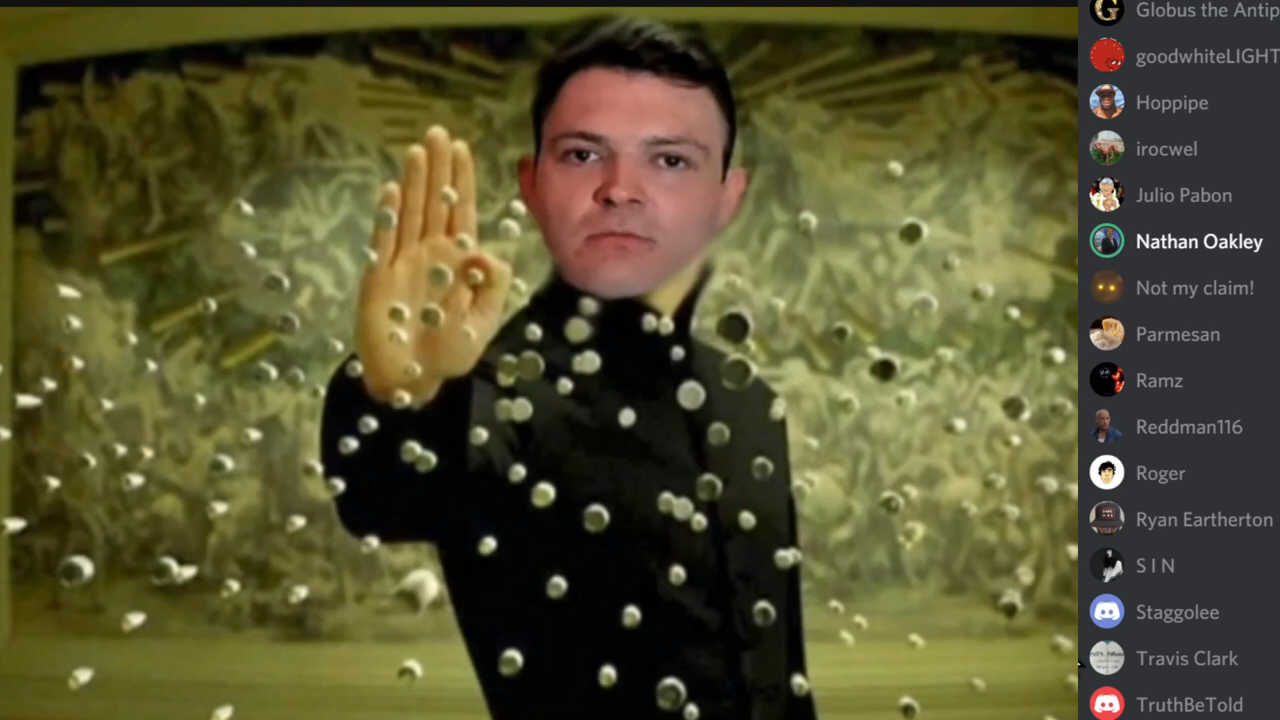 Globus the Antip
goodwhiteLIGHT
Hoppipe
irocwel
Julio Pabon
Nathan Oakley
Not my claim!
Parmesan
Ramz
Reddman116
Roger
Ryan Eartherton
S I N
Staggolee
Travis Clark
TruthBeTold